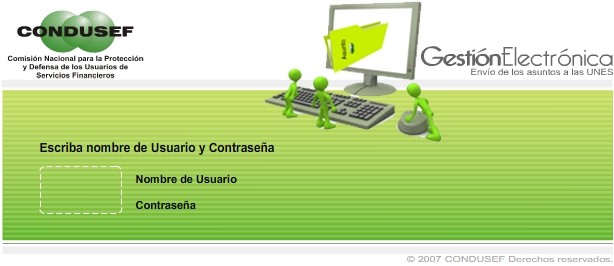 CONDUSEF
Comisión Nacional para la Protección
y Defensa de los Usuarios de
Servicios Financieros
Asunto
GestiónElectrónica
Envío de los asuntos a las UNES
Escriba nombre de Usuario y Contraseña
Nombre de Usuario
Contraseña
© 2007 CONDUSEF Derechos reservados.